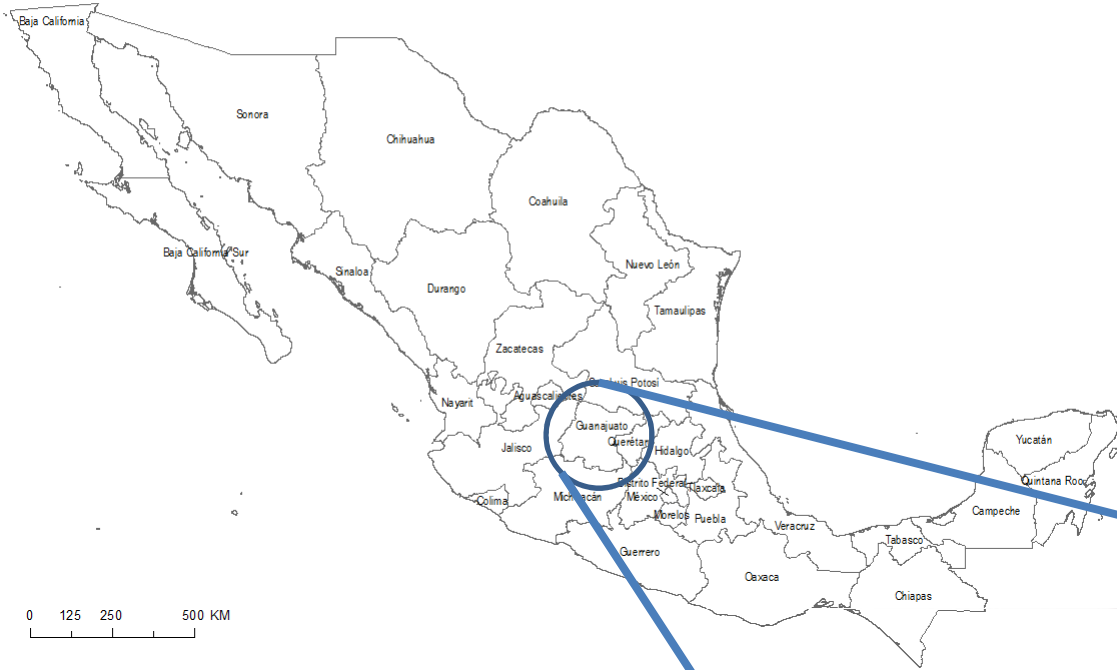 Baja California
Sonora
Chihuahua
Coahuila
Baja California Sur
Sinaloa
Nuevo León
Durango
Tamaulipas
Zacatecas
San Luis Potosí
Aguascalientes
Nayarit
Guanajuato
Querétaro
Hidalgo
Jalisco
Yucatán
Quintana Roo
Campeche
Distrito Federal
Tlaxcala
Colima
Michoacán
México
Morelos
Puebla
Veracruz
Tabasco
Guerrero
Oaxaca
Chiapas
0 125 250 500 KM